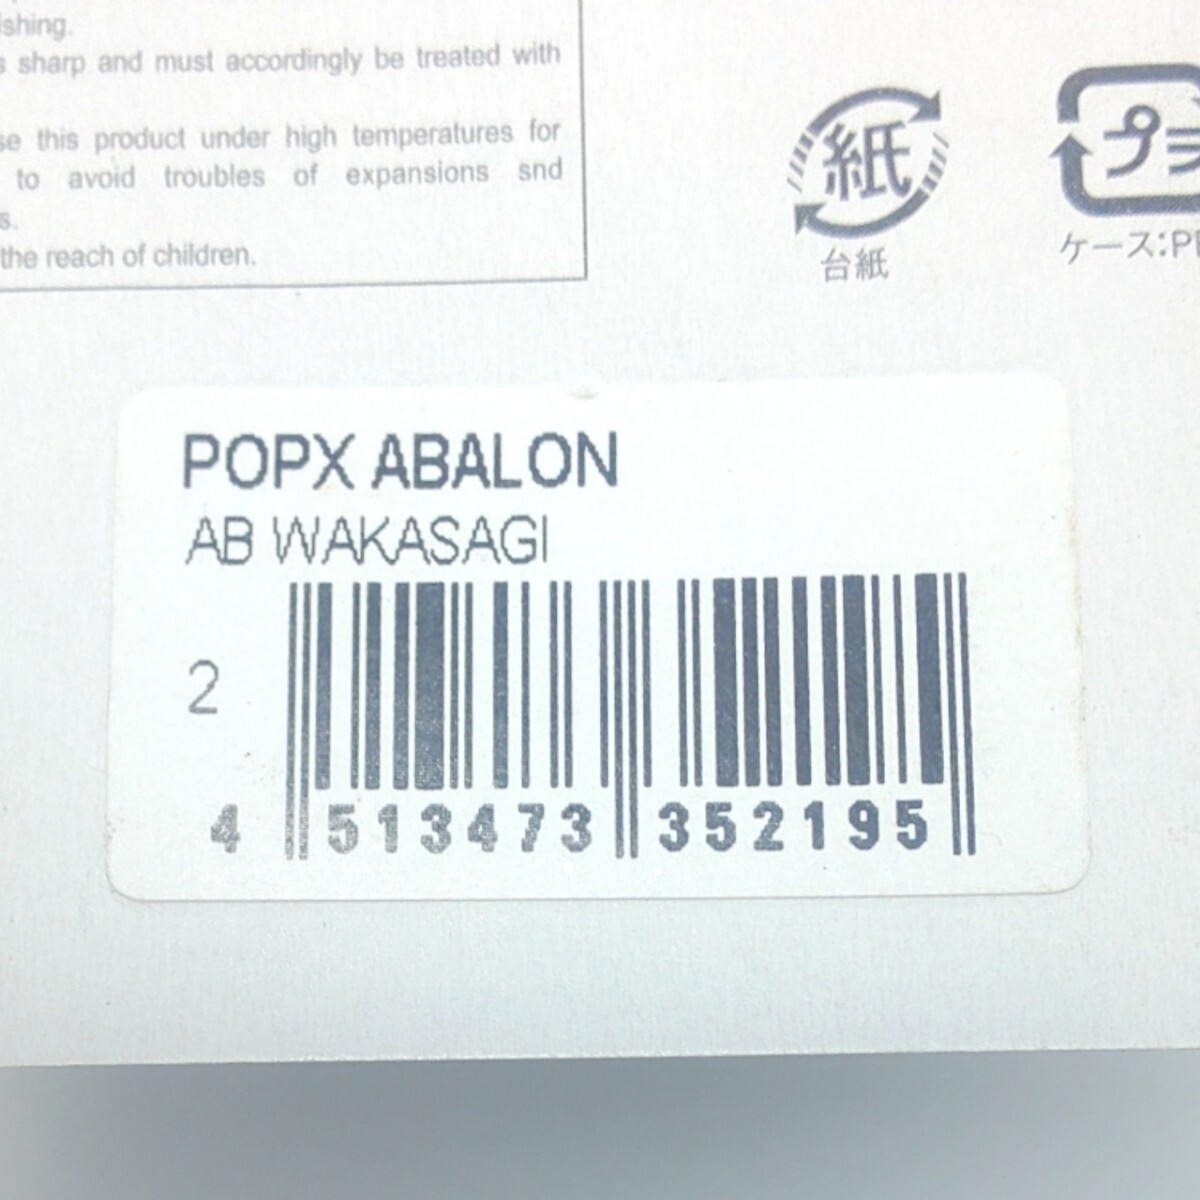 shing.
sharp and must accordingly be treated with
this product under high temperatures for
to avoid troubles of expansions snd
the reach of children.
紙
台紙
プラ
ケース:P
POPX ABALON
AB WAKASAGI
2
4 513473 352195